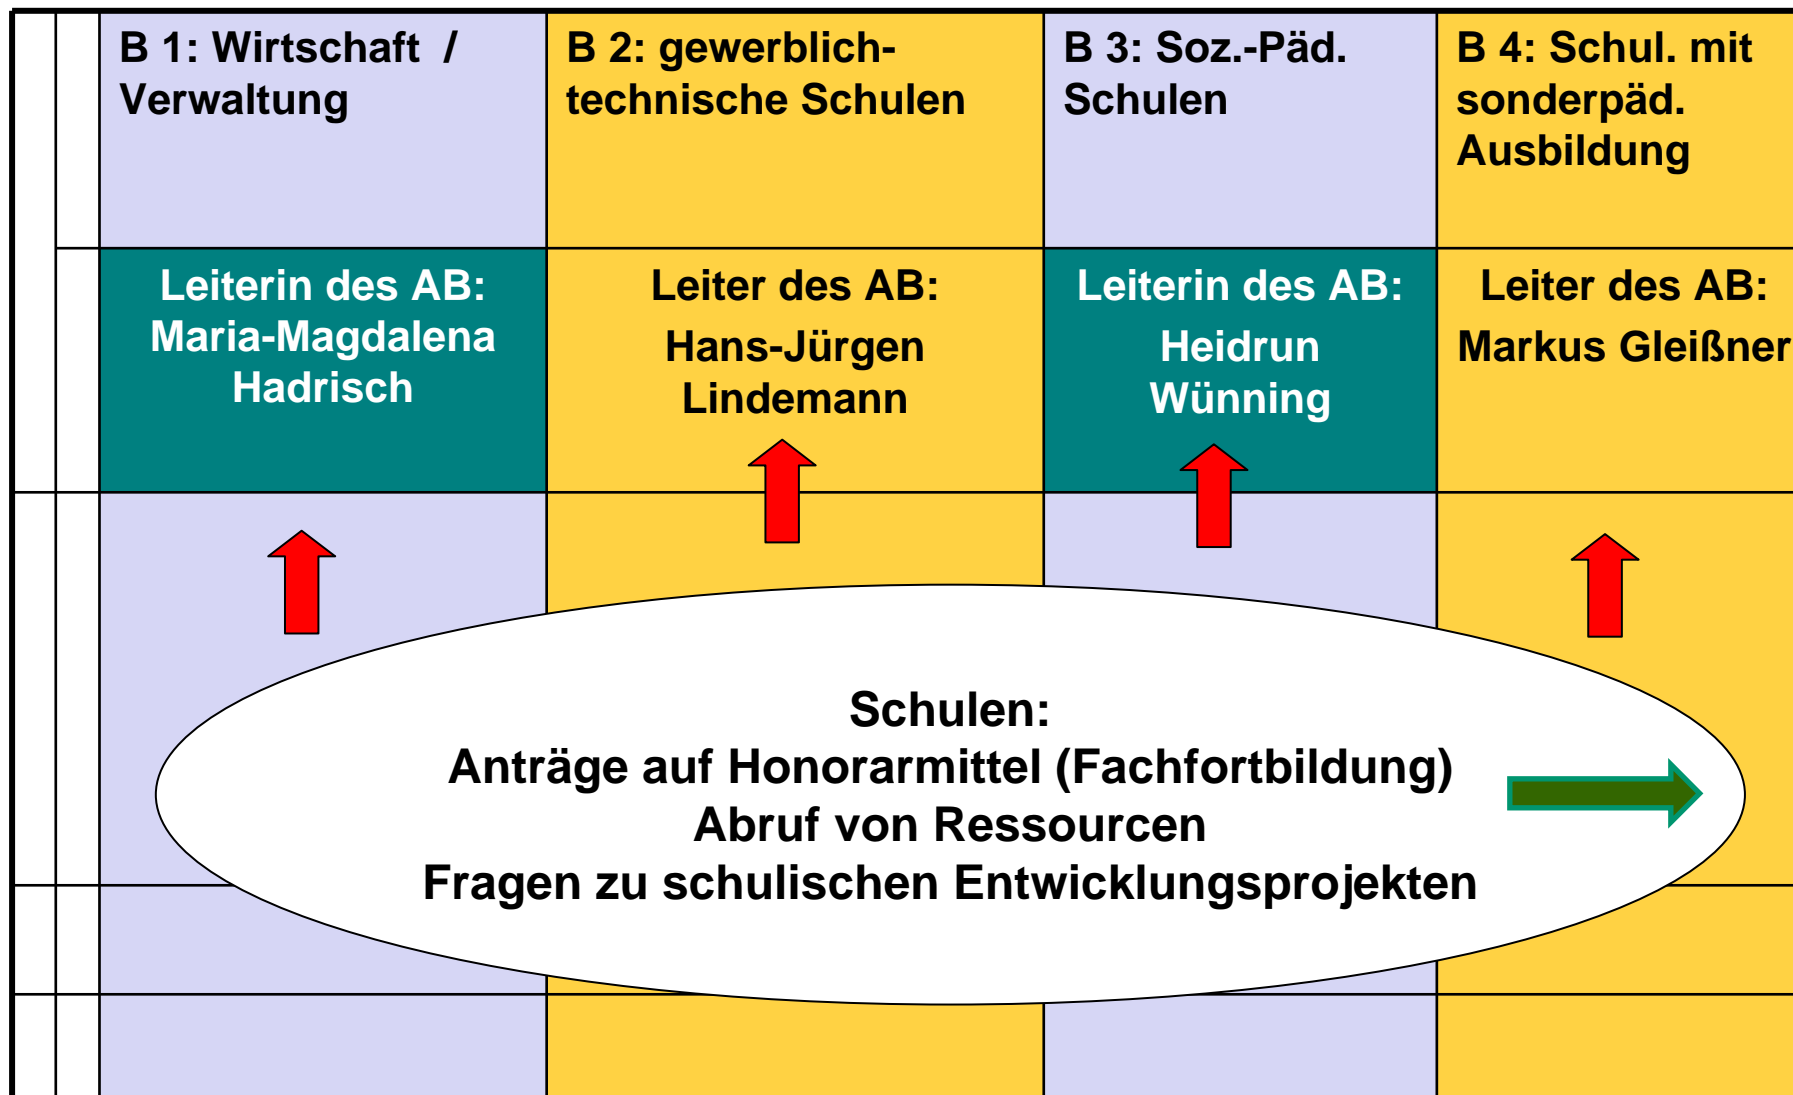 B 1: Wirtschaft /
Verwaltung
B 2: gewerblich-
technische Schulen
B 3: Soz.-Päd.
Schulen
B 4: Schul. mit
sonderpäd.
Ausbildung
Leiterin des AB:
Maria-Magdalena
Hadrisch
Leiter des AB:
Hans-Jürgen
Lindemann
Leiterin des AB:
Heidrun
Wünning
Leiter des AB:
Markus Gleißner
Schulen:
Anträge auf Honorarmittel (Fachfortbildung)
Abruf von Ressourcen
Fragen zu schulischen Entwicklungsprojekten